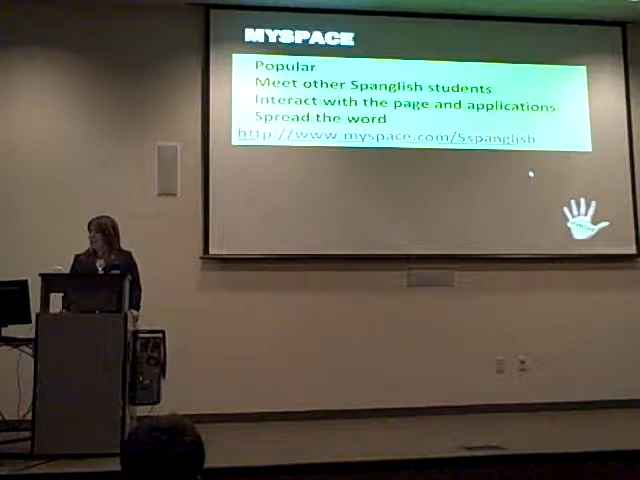 MYSPACE
Popular
Meet other Spanglish students
Interact with the page and applications
Spread the word
http://www.myspace.com/5spanglish